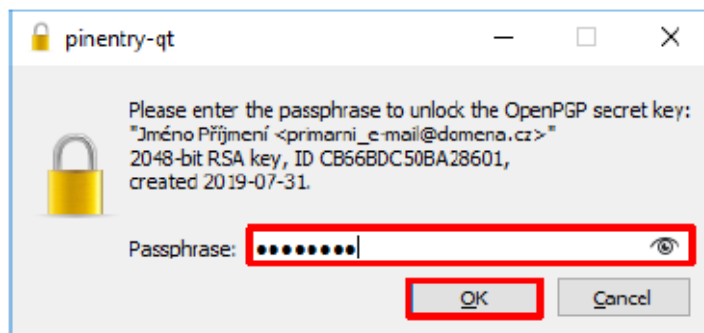 pinentry-qt
Please enter the passphrase to unlock the OpenPGP secret key:
"Jméno Příjmení <primarni_e-mail@domena.cz>"
2048-bit RSA key, ID CB66BDC50BA28601,
created 2019-07-31.
Passphrase: ●●●●●●●●
OK Cancel